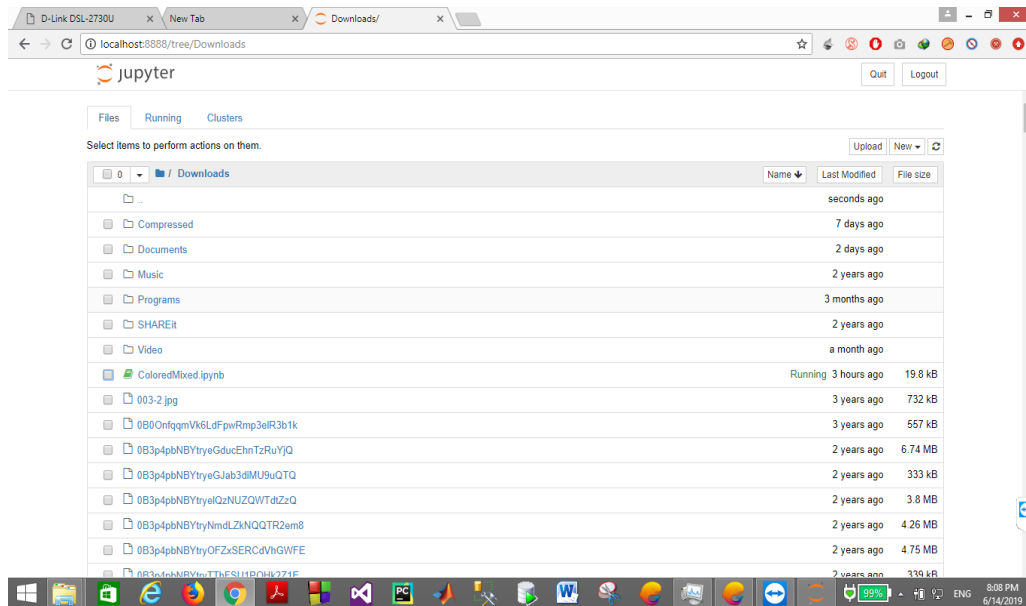 D-Link DSL-2730U New Tab Downloads/
localhost:8888/tree/Downloads
jupyter Quit Logout
Files Running Clusters
Select items to perform actions on them. Upload New
0 / Downloads Name Last Modified File size
.. seconds ago
Compressed 7 days ago
Documents 2 days ago
Music 2 years ago
Programs 3 months ago
SHAREit 2 years ago
Video a month ago
ColoredMixed.ipynb Running 3 hours ago 19.8 kB
003-2.jpg 3 years ago 732 kB
0B0OnfqqmVk6LdFpwRmp3elR3b1k 3 years ago 557 kB
0B3p4pbNBYtryeGducEhnTzRuYjQ 2 years ago 6.74 MB
0B3p4pbNBYtryeGJab3diMU9uQTQ 2 years ago 333 kB
0B3p4pbNBYtryelQzNUZQWTdtZzQ 2 years ago 3.8 MB
0B3p4pbNBYtryNmdLZkNQQTR2em8 2 years ago 4.26 MB
0B3p4pbNBYtryOFZxSERCdVhGWFE 2 years ago 4.75 MB
2 years ago 339 kB
99% ENG 8:08 PM
6/14/2019